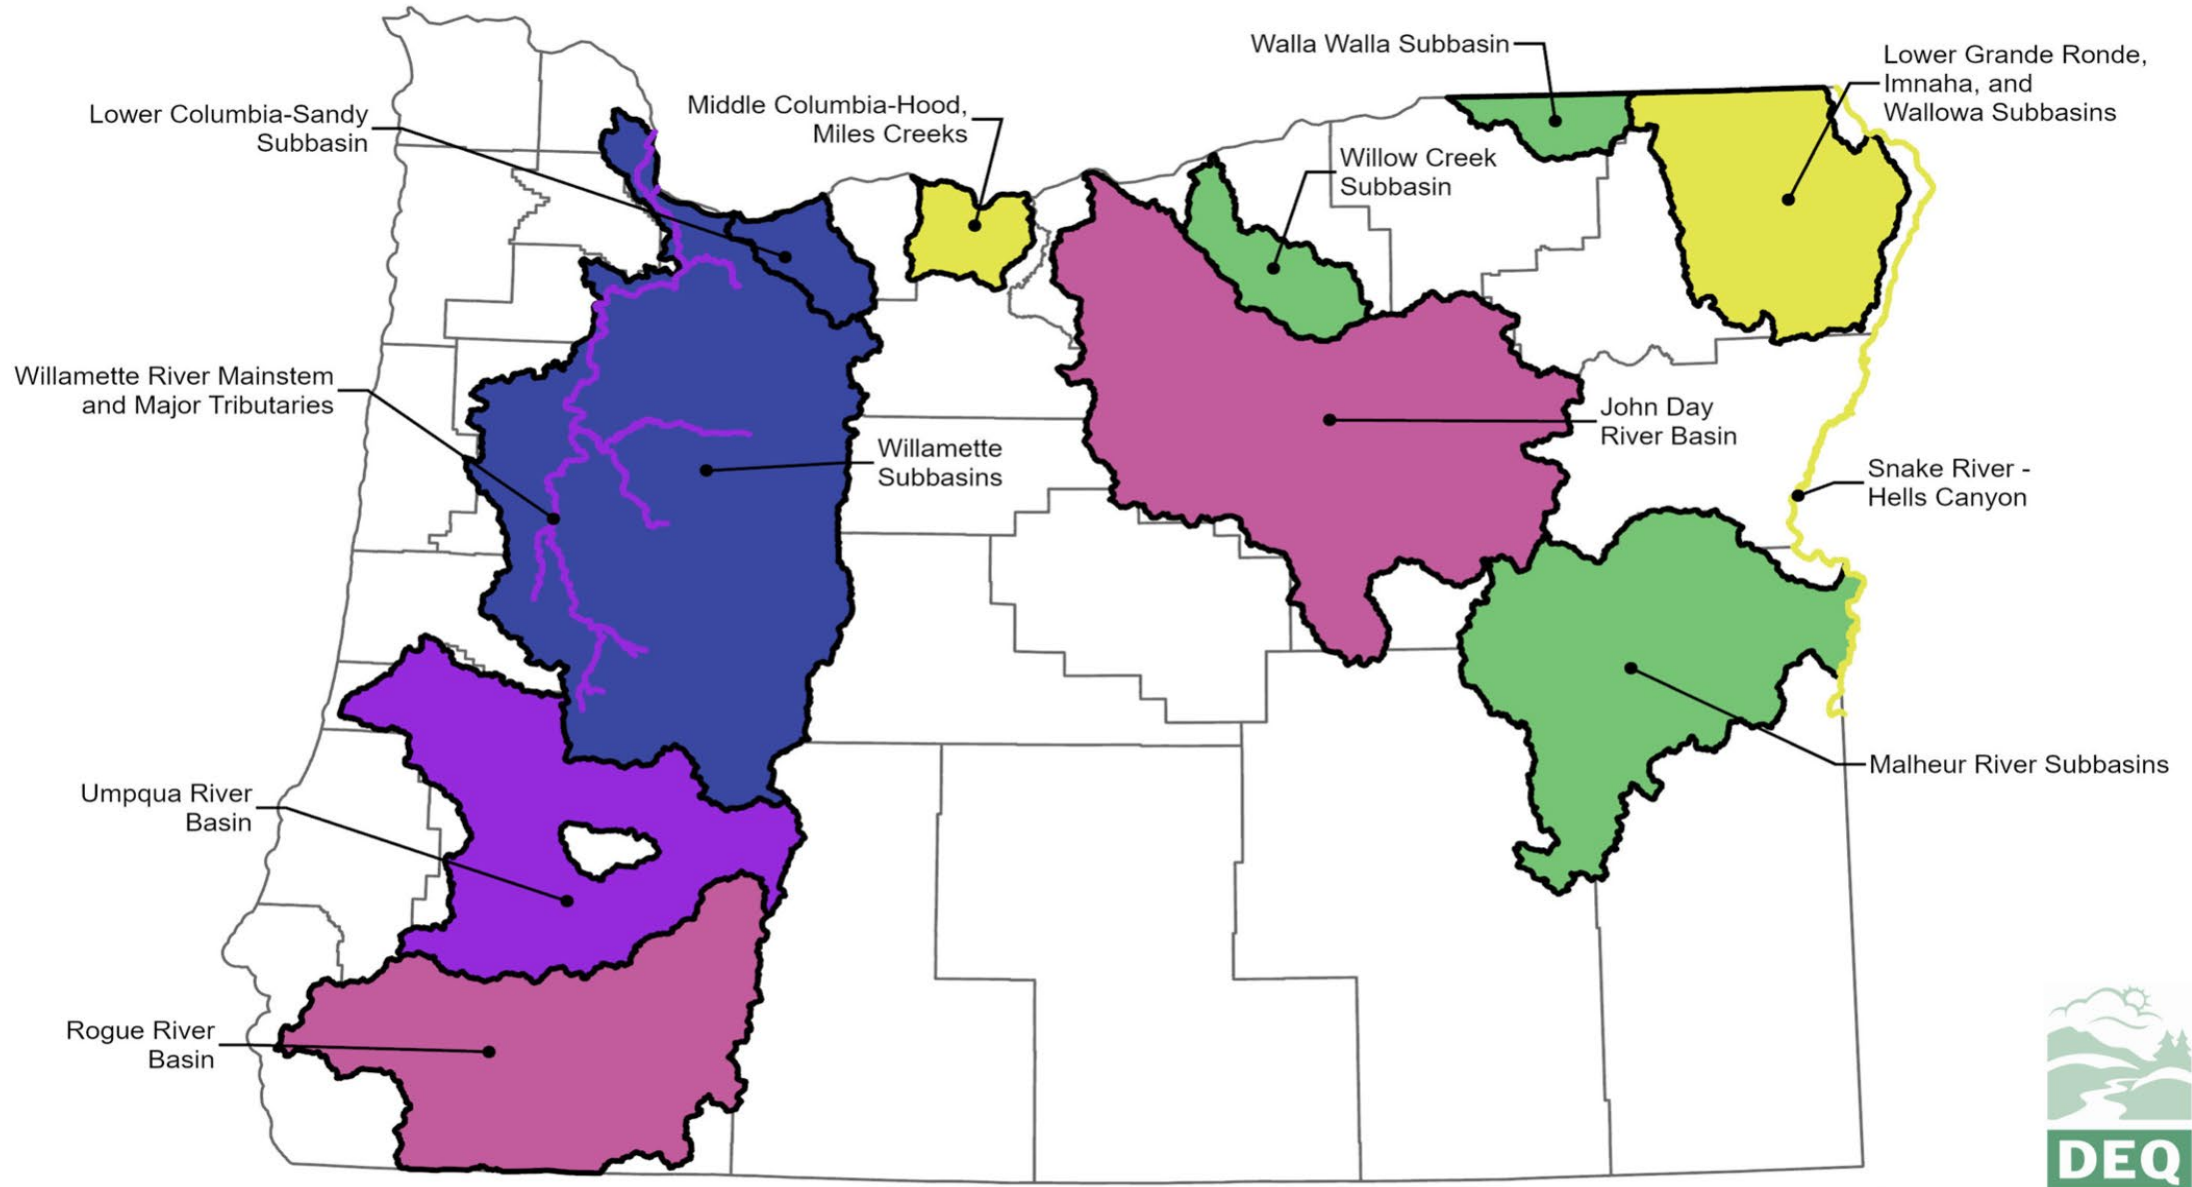 Walla Walla Subbasin
Lower Grande Ronde,
Imnaha, and
Wallowa Subbasins
Lower Columbia-Sandy
Subbasin
Middle Columbia-Hood,
Miles Creeks
Willow Creek
Subbasin
Willamette River Mainstem
and Major Tributaries
Willamette
Subbasins
John Day
River Basin
Snake River -
Hells Canyon
Umpqua River
Basin
Malheur River Subbasins
Rogue River
Basin
DEQ